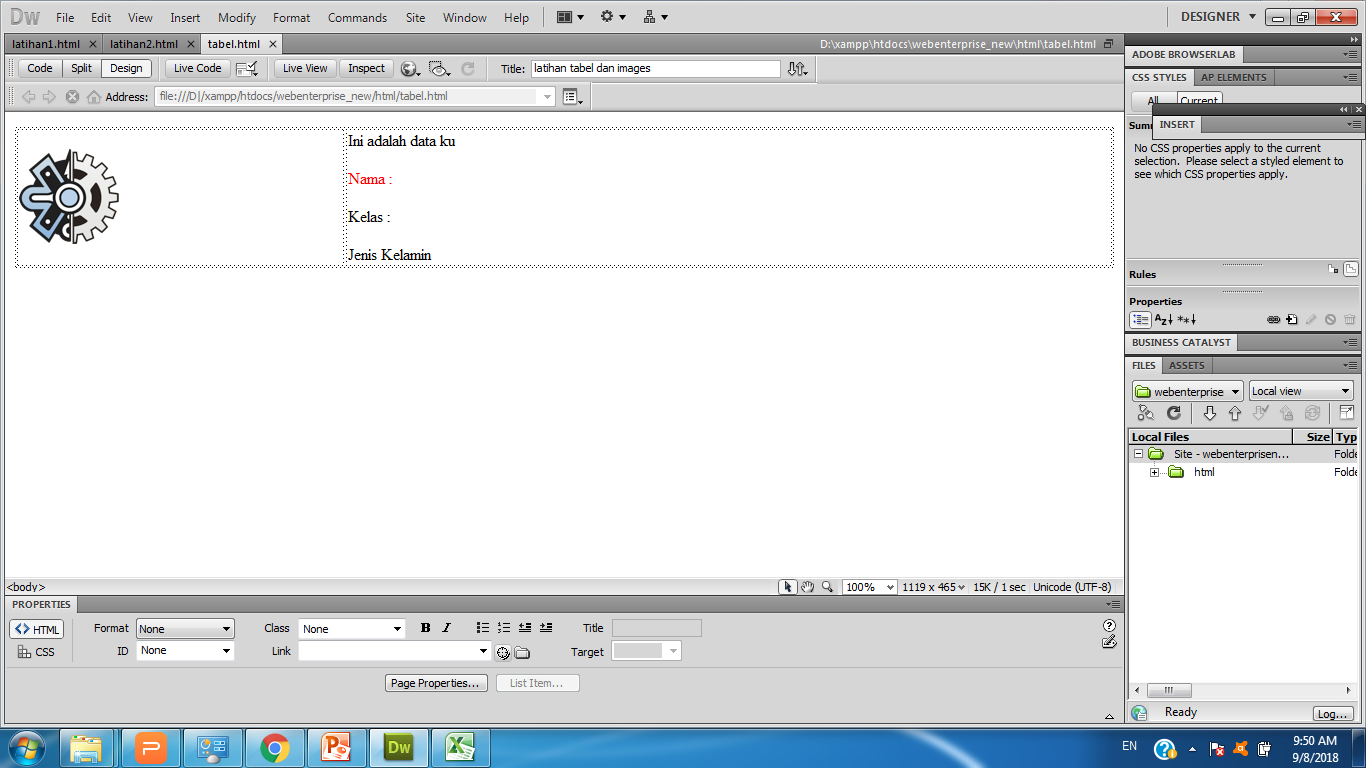 Dw File Edit View Insert Modify Format Commands Site Window Help DESIGNER
latihan1.html latihan2.html tabel.html D:\xampp\htdocs\webenterprise_new\html\tabel.html
Code Split Design Live Code Live View Inspect Title: latihan tabel dan images
Address: file:///D|/xampp/htdocs/webenterprise_new/html/tabel.html
Ini adalah data ku
Nama :
Kelas :
Jenis Kelamin
<body> 100% 1119 x 465 15K / 1 sec Unicode (UTF-8)
PROPERTIES
HTML Format None Class None B I Title
CSS ID None Link Target
Page Properties... List Item...
ADOBE BROWSERLAB
CSS STYLES AP ELEMENTS
All Current
INSERT
No CSS properties apply to the current
selection. Please select a styled element to
see which CSS properties apply.
Rules
Properties
BUSINESS CATALYST
FILES ASSETS
webenterprise Local view
Local Files Size Typ
Site - webenterprisen... Folde
html Folde
Ready Log...
Dw EN 9:50 AM
9/8/2018